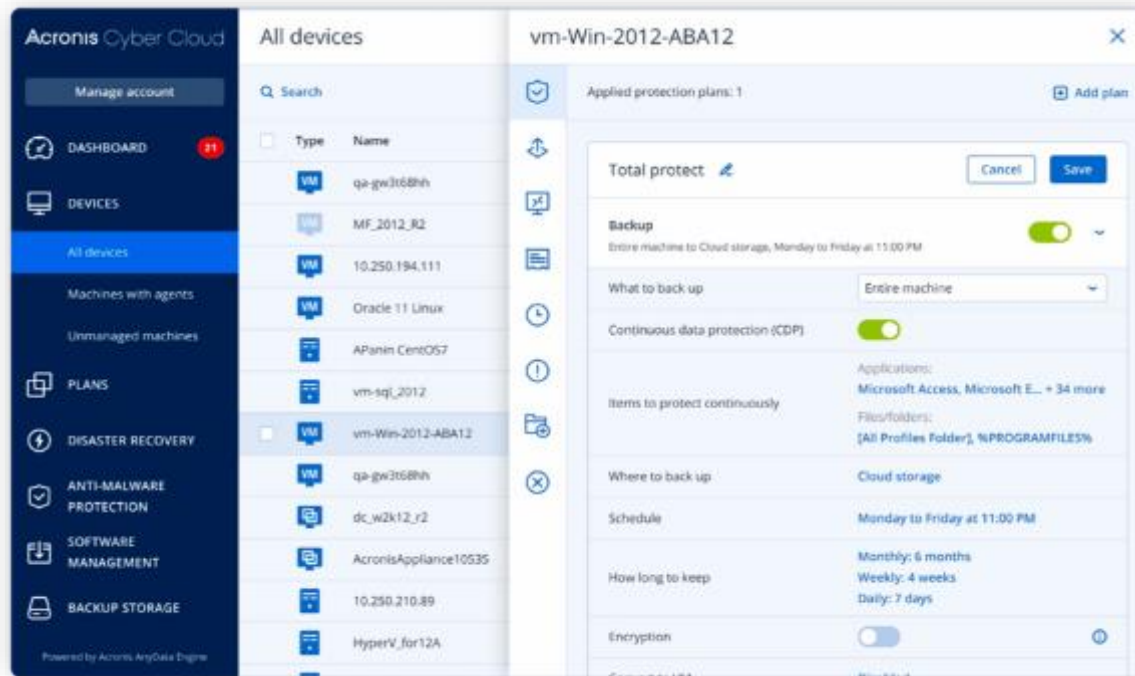 Acronis Cyber Cloud
Manage account
DASHBOARD
21
DEVICES
All devices
Machines with agents
Unmanaged machines
PLANS
DISASTER RECOVERY
ANTI-MALWARE
PROTECTION
SOFTWARE
MANAGEMENT
BACKUP STORAGE
Powered by Acronis AnyData Engine
All devices
Search
Type Name
VM qa-gw3t68hh
VM MF_2012_R2
VM 10.250.194.111
VM Oracle 11 Linux
APanin CentOS7
vm-sql_2012
VM vm-Win-2012-ABA12
VM qa-gw3t68hh
dc_w2k12_r2
AcronisAppliance10535
10.250.210.89
HyperV_for12A
vm-Win-2012-ABA12
Applied protection plans: 1
Add plan
Total protect
Cancel
Save
Backup
Entire machine to Cloud storage, Monday to Friday at 11:00 PM
What to back up
Entire machine
Continuous data protection (CDP)
Items to protect continuously
Applications:
Microsoft Access, Microsoft E... + 34 more
Files/folders:
[All Profiles Folder], %PROGRAMFILES%
Where to back up
Cloud storage
Schedule
Monday to Friday at 11:00 PM
How long to keep
Monthly: 6 months
Weekly: 4 weeks
Daily: 7 days
Encryption